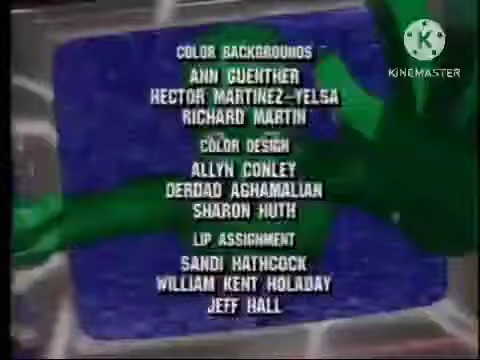 COLOR BACKGROUNDS
ANN GUENTHER
HECTOR MARTINEZ-YELSA
RICHARD MARTIN
COLOR DESIGN
ALLYN CONLEY
DERDAD AGHAMALIAN
SHARON HUTH
LIP ASSIGNMENT
SANDI HATHCOCK
WILLIAM KENT HOLADAY
JEFF HALL
KINEMASTER